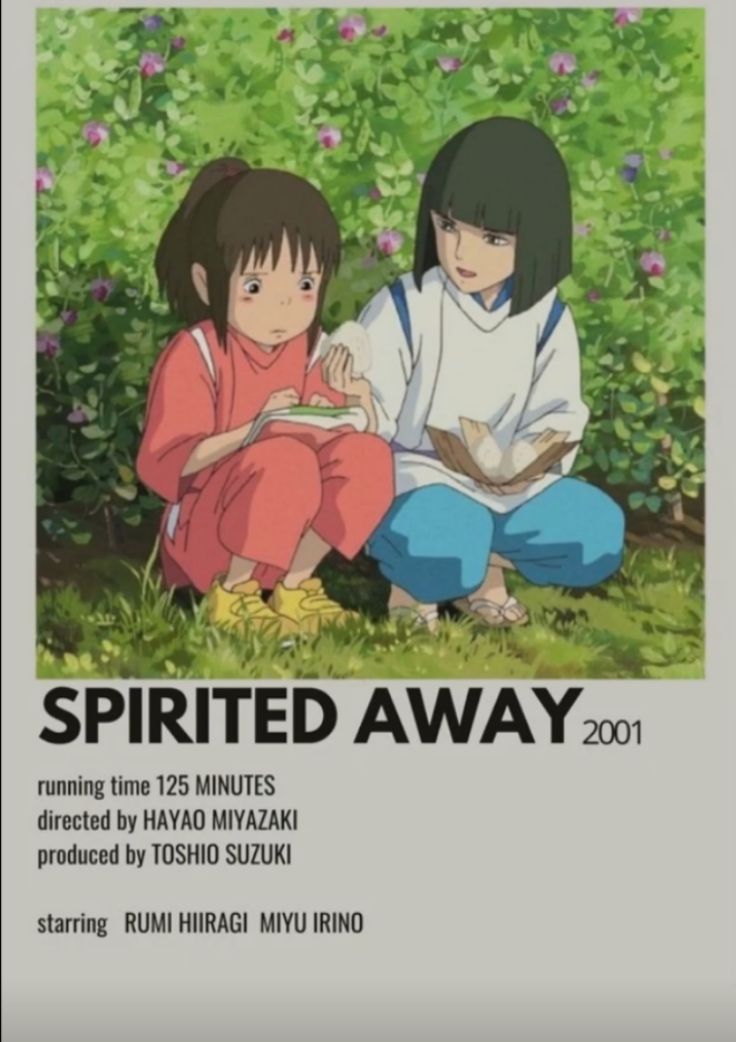 SPIRITED AWAY 2001
running time 125 MINUTES
directed by HAYAO MIYAZAKI
produced by TOSHIO SUZUKI
starring RUMI HIIRAGI MIYU IRINO